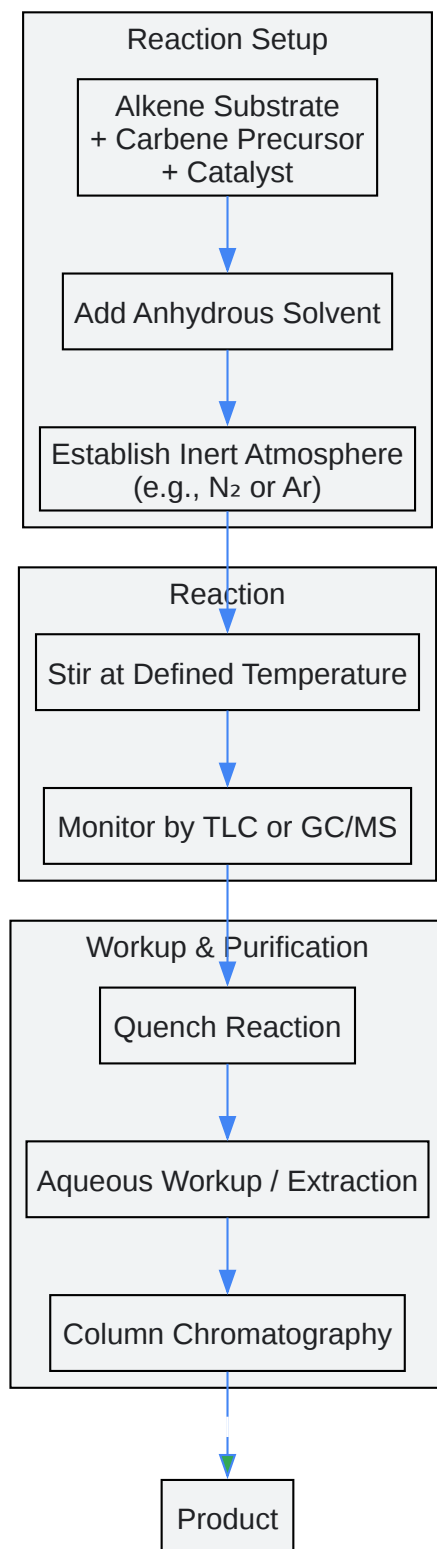 Reaction Setup
Alkene Substrate
+ Carbene Precursor
+ Catalyst
Add Anhydrous Solvent
Establish Inert Atmosphere
(e.g., N₂ or Ar)
Reaction
Stir at Defined Temperature
Monitor by TLC or GC/MS
Workup & Purification
Quench Reaction
Aqueous Workup / Extraction
Column Chromatography
Product